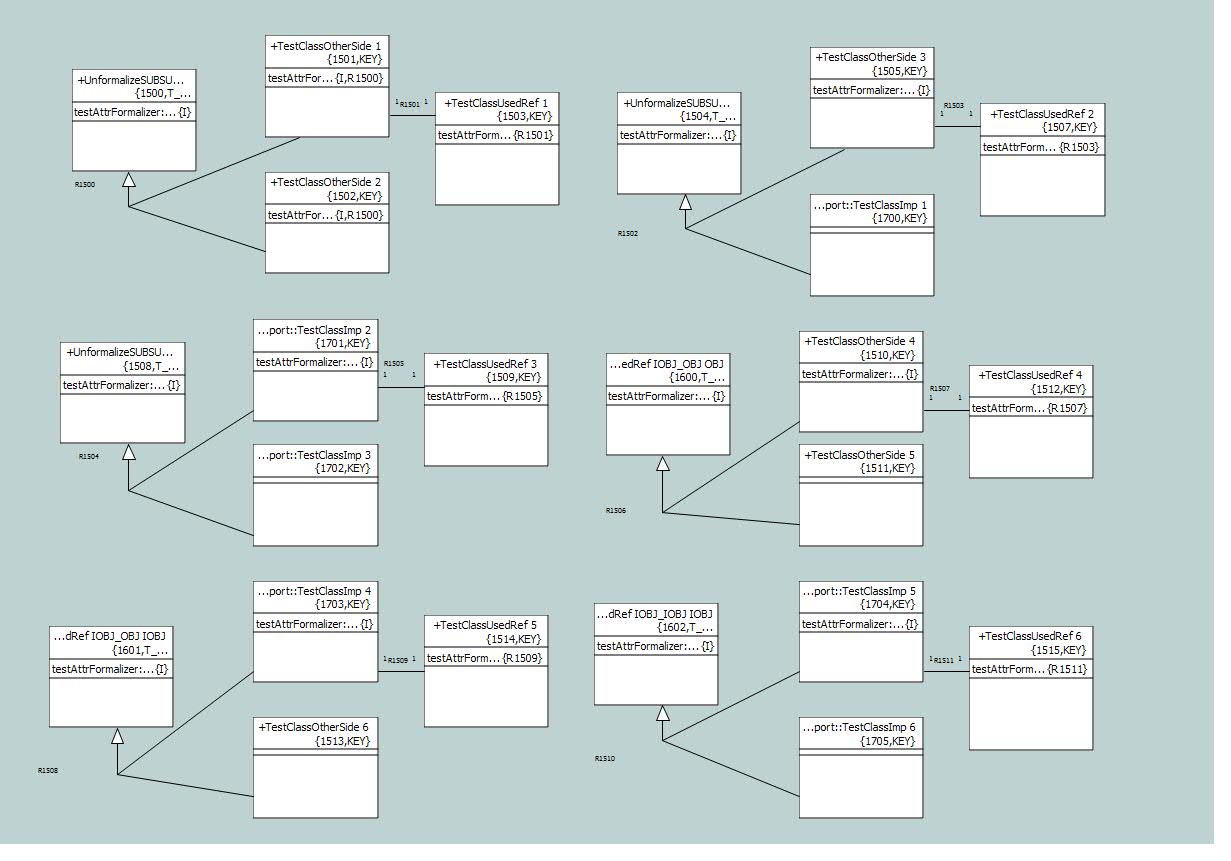 +UnformalizeSUBSU...
{1500,T_...
testAttrFormalizer:... {I}
R1500
+TestClassOtherSide 1
{1501,KEY}
testAttrFor... {I,R1500}
1 R1501 1
+TestClassUsedRef 1
{1503,KEY}
testAttrForm... {R1501}
+TestClassOtherSide 2
{1502,KEY}
testAttrFor... {I,R1500}
+UnformalizeSUBSU...
{1504,T_...
testAttrFormalizer:... {I}
R1502
+TestClassOtherSide 3
{1505,KEY}
testAttrFormalizer:... {I}
R1503
1 1
+TestClassUsedRef 2
{1507,KEY}
testAttrForm... {R1503}
...port::TestClassImp 1
{1700,KEY}
+UnformalizeSUBSU...
{1508,T_...
testAttrFormalizer:... {I}
R1504
...port::TestClassImp 2
{1701,KEY}
testAttrFormalizer:... {I}
R1505
1 1
+TestClassUsedRef 3
{1509,KEY}
testAttrForm... {R1505}
...port::TestClassImp 3
{1702,KEY}
...edRef IOBJ_OBJ OBJ
{1600,T_...
testAttrFormalizer:... {I}
R1506
+TestClassOtherSide 4
{1510,KEY}
testAttrFormalizer:... {I}
R1507
1 1
+TestClassUsedRef 4
{1512,KEY}
testAttrForm... {R1507}
+TestClassOtherSide 5
{1511,KEY}
...dRef IOBJ_OBJ IOBJ
{1601,T_...
testAttrFormalizer:... {I}
R1508
...port::TestClassImp 4
{1703,KEY}
testAttrFormalizer:... {I}
1 R1509 1
+TestClassUsedRef 5
{1514,KEY}
testAttrForm... {R1509}
+TestClassOtherSide 6
{1513,KEY}
...dRef IOBJ_IOBJ IOBJ
{1602,T_...
testAttrFormalizer:... {I}
R1510
...port::TestClassImp 5
{1704,KEY}
testAttrFormalizer:... {I}
1 R1511 1
+TestClassUsedRef 6
{1515,KEY}
testAttrForm... {R1511}
...port::TestClassImp 6
{1705,KEY}